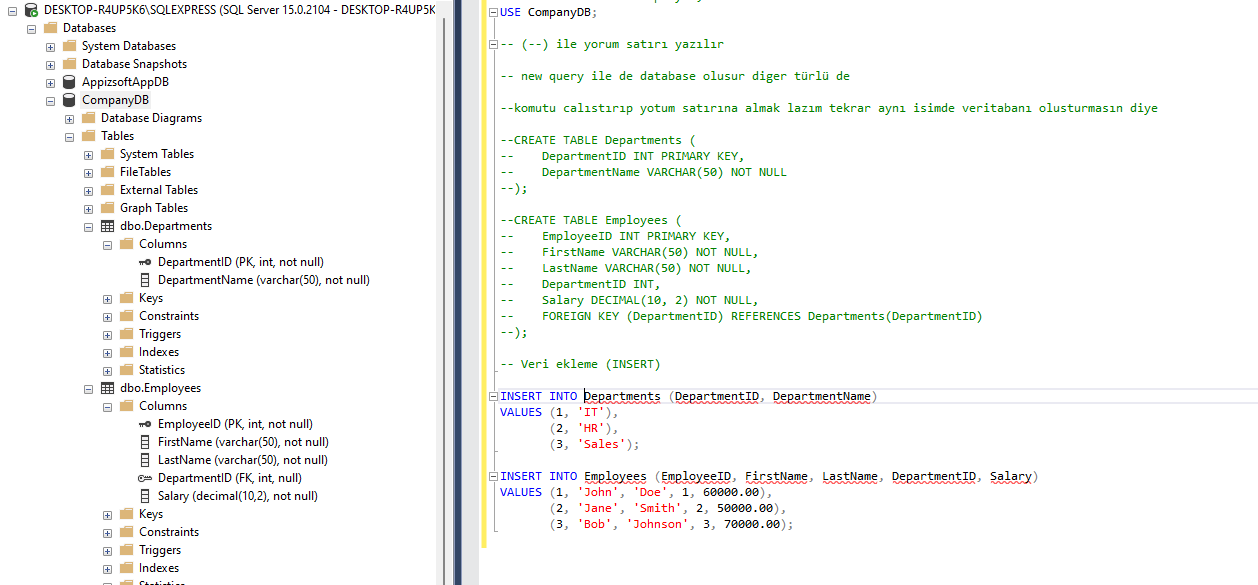 DESKTOP-R4UP5K6\SQLEXPRESS (SQL Server 15.0.2104 - DESKTOP-R4UP5K
Databases
System Databases
Database Snapshots
AppizsoftAppDB
CompanyDB
Database Diagrams
Tables
System Tables
FileTables
External Tables
Graph Tables
dbo.Departments
Columns
DepartmentID (PK, int, not null)
DepartmentName (varchar(50), not null)
Keys
Constraints
Triggers
Indexes
Statistics
dbo.Employees
Columns
EmployeeID (PK, int, not null)
FirstName (varchar(50), not null)
LastName (varchar(50), not null)
DepartmentID (FK, int, null)
Salary (decimal(10,2), not null)
Keys
Constraints
Triggers
Indexes
Statistics
USE CompanyDB;
-- (--) ile yorum satırı yazılır
-- new query ile de database olusur diger türlü de
--komutu calıstırıp yotum satırına almak lazım tekrar aynı isimde veritabanı olusturmasın diye
--CREATE TABLE Departments (
--    DepartmentID INT PRIMARY KEY,
--    DepartmentName VARCHAR(50) NOT NULL
--);
--CREATE TABLE Employees (
--    EmployeeID INT PRIMARY KEY,
--    FirstName VARCHAR(50) NOT NULL,
--    LastName VARCHAR(50) NOT NULL,
--    DepartmentID INT,
--    Salary DECIMAL(10, 2) NOT NULL,
--    FOREIGN KEY (DepartmentID) REFERENCES Departments(DepartmentID)
--);
-- Veri ekleme (INSERT)
INSERT INTO Departments (DepartmentID, DepartmentName)
VALUES (1, 'IT'),
(2, 'HR'),
(3, 'Sales');
INSERT INTO Employees (EmployeeID, FirstName, LastName, DepartmentID, Salary)
VALUES (1, 'John', 'Doe', 1, 60000.00),
(2, 'Jane', 'Smith', 2, 50000.00),
(3, 'Bob', 'Johnson', 3, 70000.00);